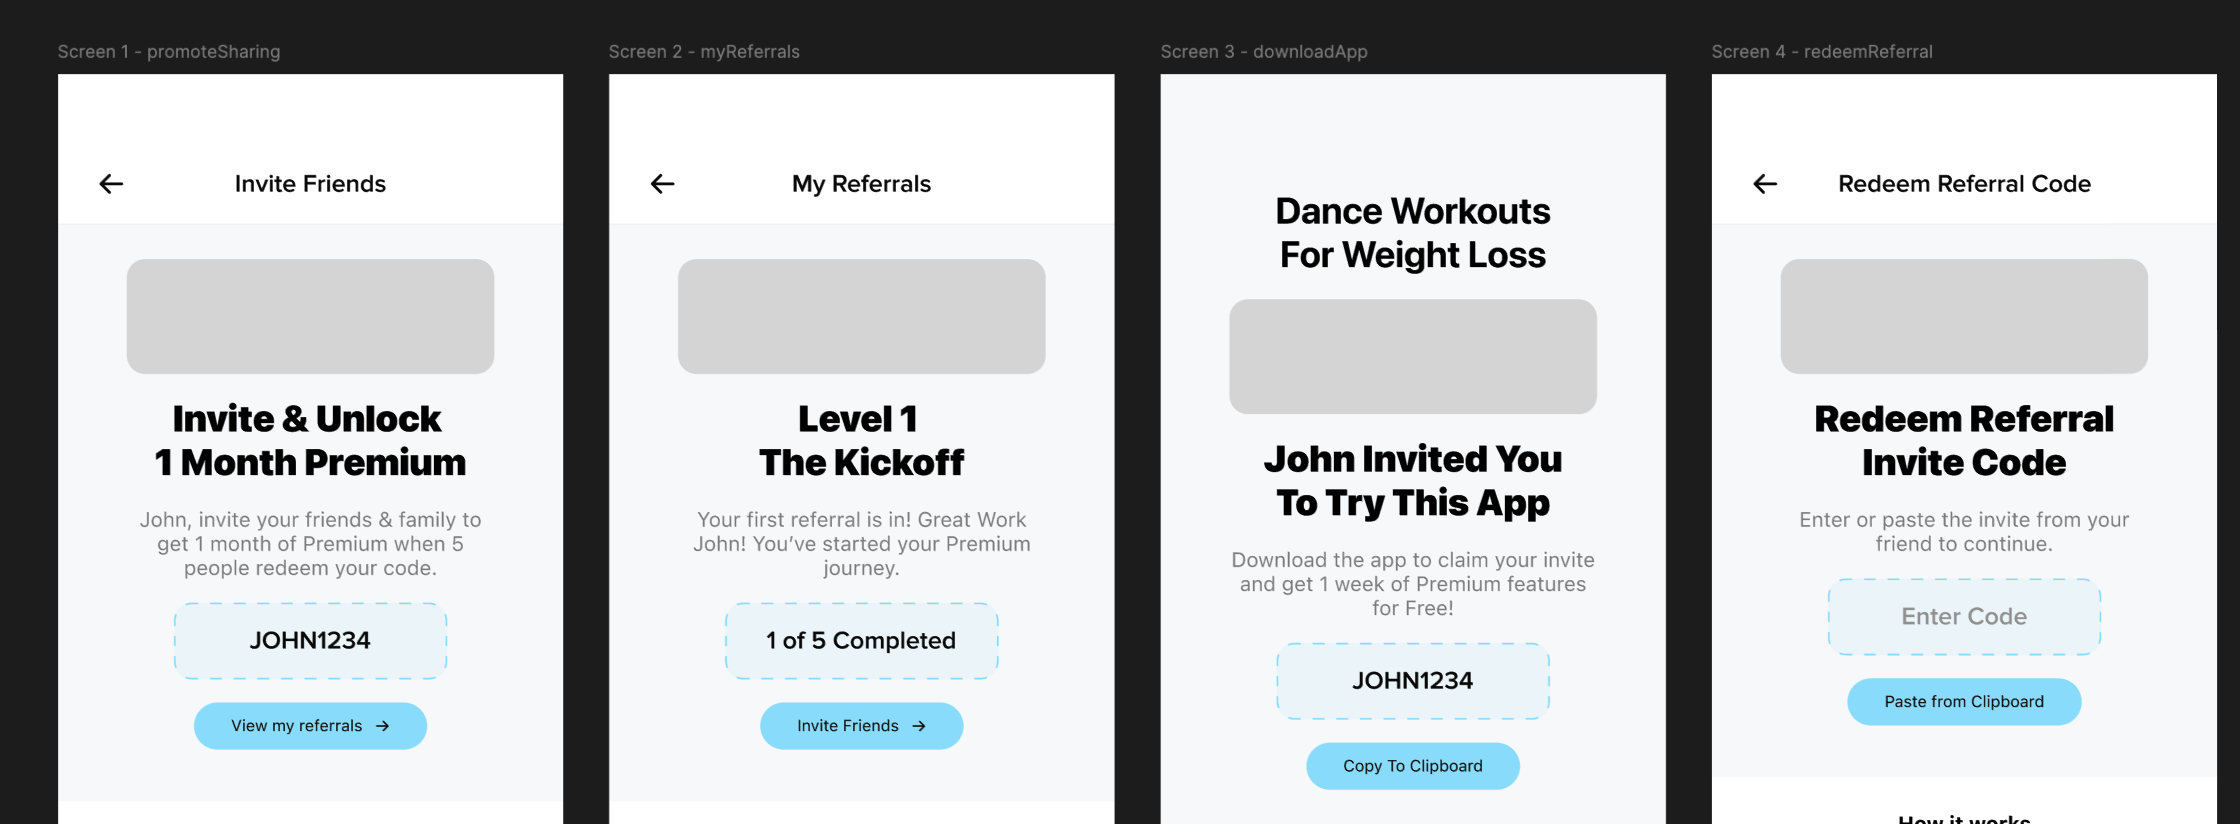 Screen 1 - promoteSharing
Invite Friends
Invite & Unlock
1 Month Premium
John, invite your friends & family to
get 1 month of Premium when 5
people redeem your code.
JOHN1234
View my referrals →
Screen 2 - myReferrals
My Referrals
Level 1
The Kickoff
Your first referral is in! Great Work
John! You’ve started your Premium
journey.
1 of 5 Completed
Invite Friends →
Screen 3 - downloadApp
Dance Workouts
For Weight Loss
John Invited You
To Try This App
Download the app to claim your invite
and get 1 week of Premium features
for Free!
JOHN1234
Copy To Clipboard
Screen 4 - redeemReferral
Redeem Referral Code
Redeem Referral
Invite Code
Enter or paste the invite from your
friend to continue.
Enter Code
Paste from Clipboard
How it works